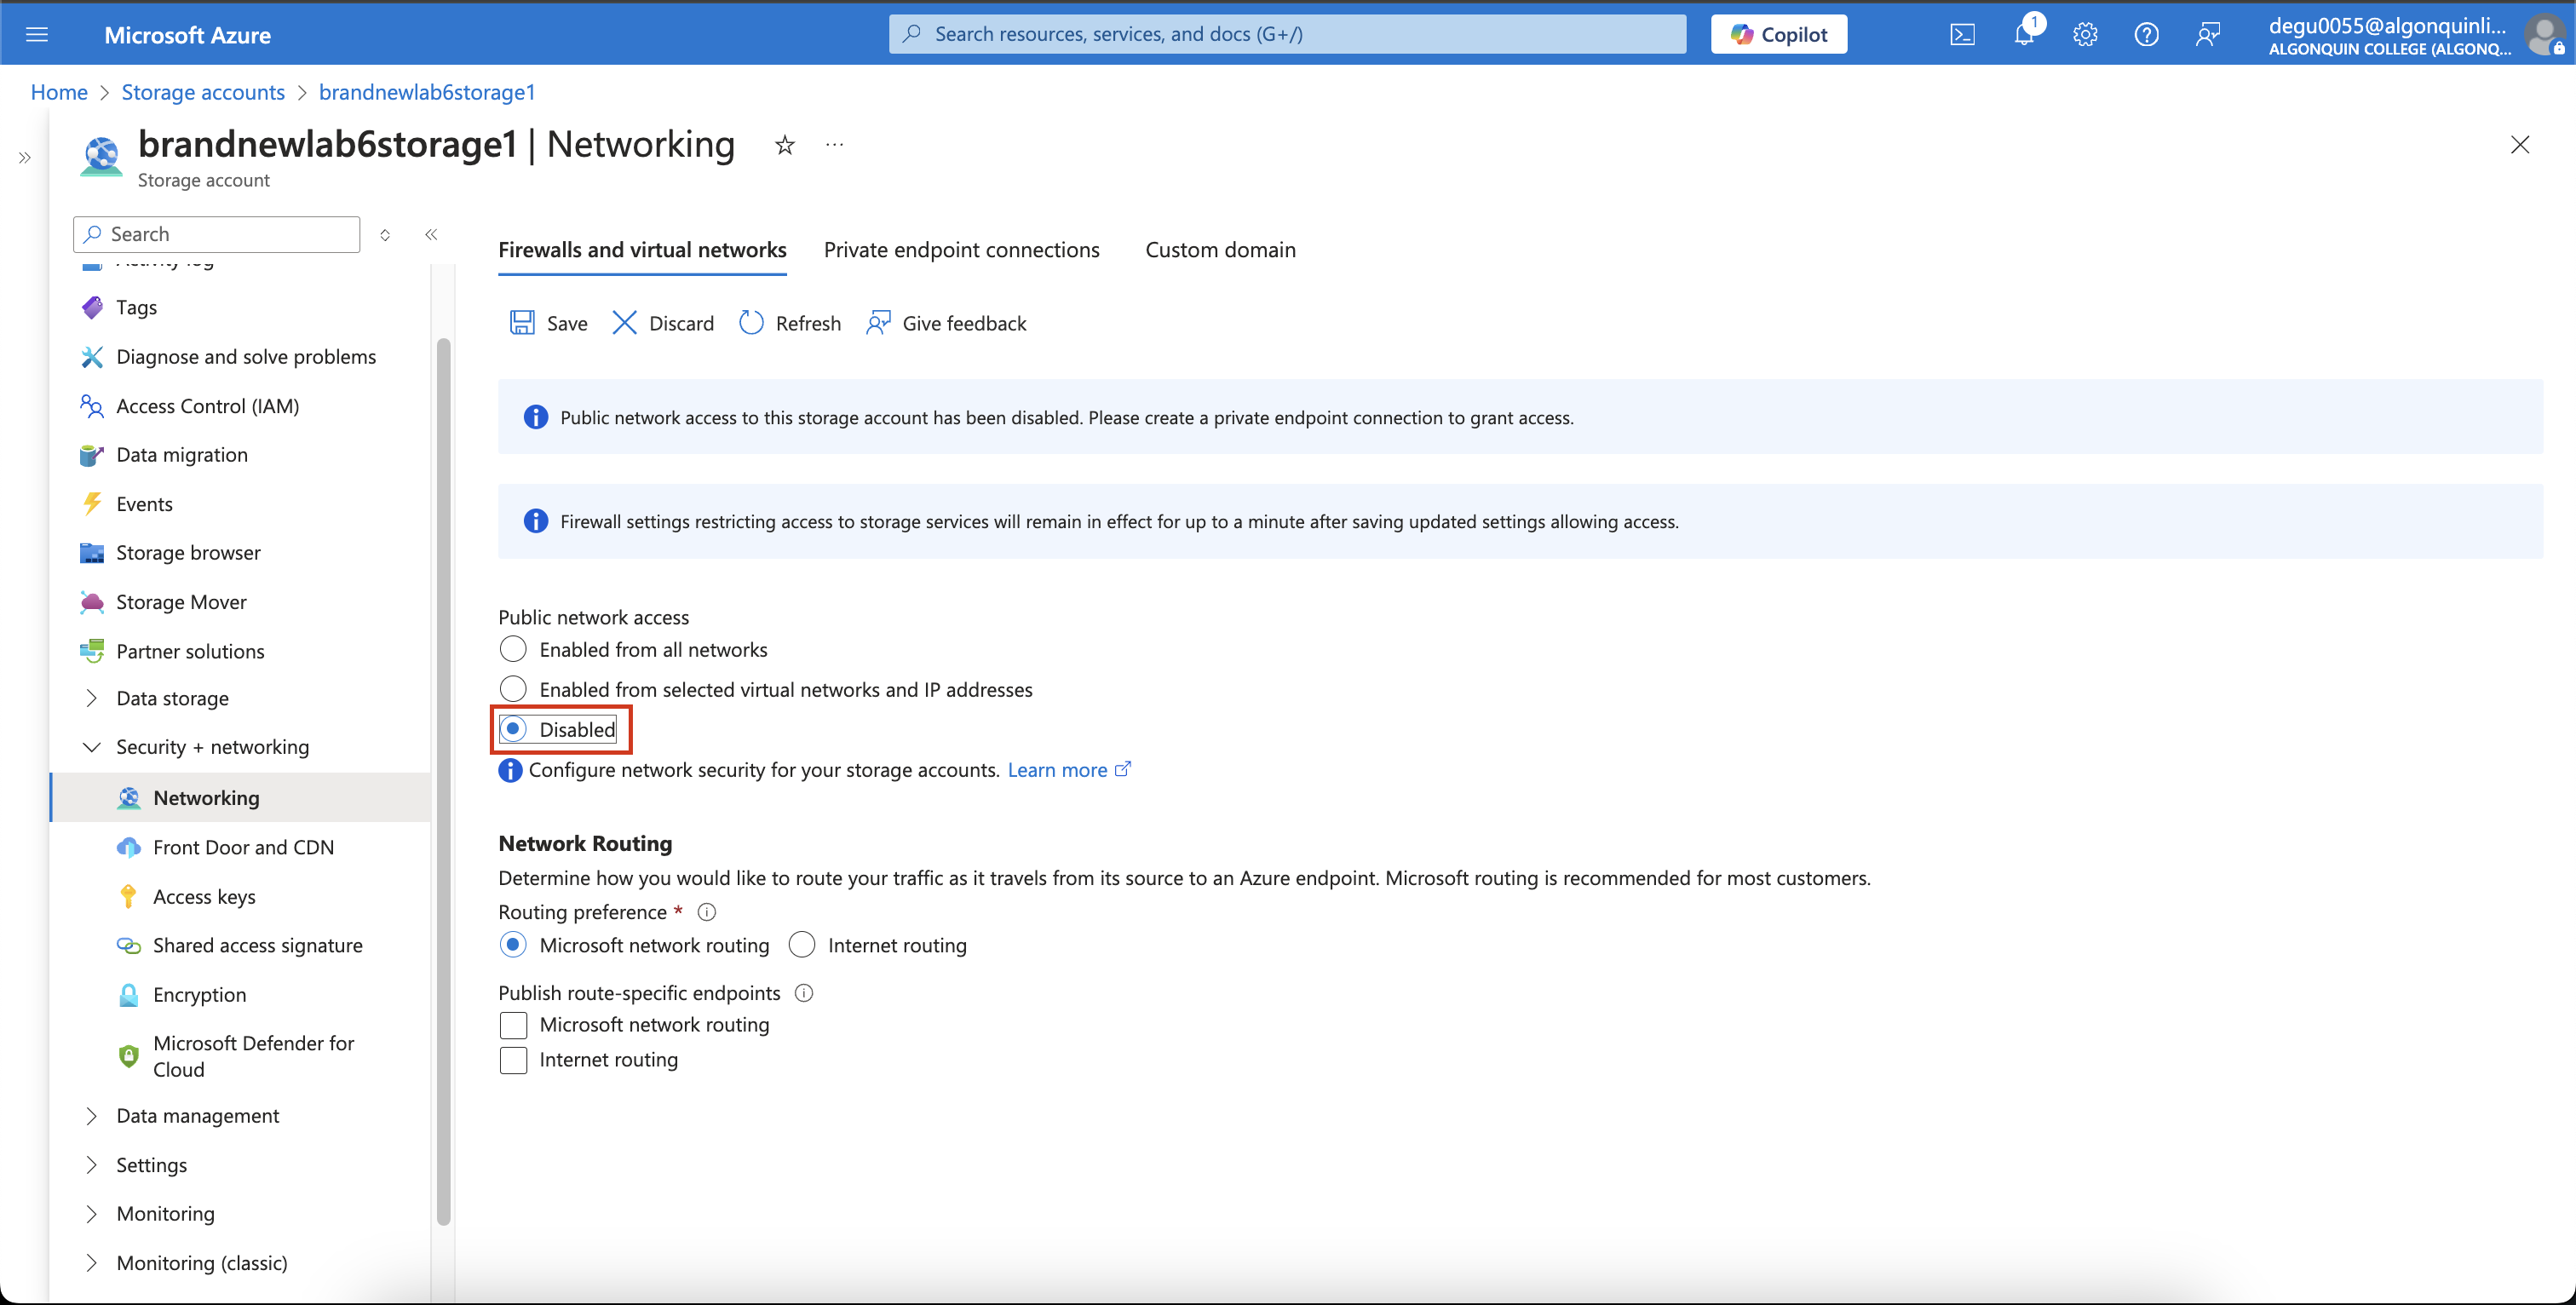 Microsoft Azure
Search resources, services, and docs (G+/)
Copilot
1
degu0055@algonquinli...
ALGONQUIN COLLEGE (ALGONQ...
Home > Storage accounts > brandnewlab6storage1
brandnewlab6storage1 | Networking
Storage account
Search
Activity log
Tags
Diagnose and solve problems
Access Control (IAM)
Data migration
Events
Storage browser
Storage Mover
Partner solutions
Data storage
Security + networking
Networking
Front Door and CDN
Access keys
Shared access signature
Encryption
Microsoft Defender for
Cloud
Data management
Settings
Monitoring
Monitoring (classic)
Firewalls and virtual networks Private endpoint connections Custom domain
Save Discard Refresh Give feedback
Public network access to this storage account has been disabled. Please create a private endpoint connection to grant access.
Firewall settings restricting access to storage services will remain in effect for up to a minute after saving updated settings allowing access.
Public network access
Enabled from all networks
Enabled from selected virtual networks and IP addresses
Disabled
Configure network security for your storage accounts. Learn more
Network Routing
Determine how you would like to route your traffic as it travels from its source to an Azure endpoint. Microsoft routing is recommended for most customers.
Routing preference *
Microsoft network routing Internet routing
Publish route-specific endpoints
Microsoft network routing
Internet routing